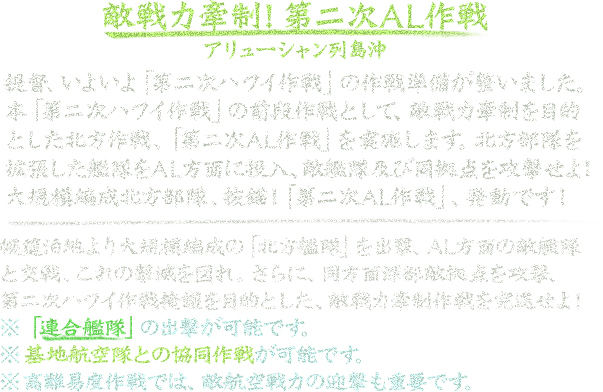 敵戦力牽制！第二次AL作戦
アリューシャン列島沖
提督、いよいよ「第二次ハワイ作戦」の作戦準備が整いました。
本「第二次ハワイ作戦」の前段作戦として、敵戦力牽制を目的
とした北方作戦、「第二次AL作戦」を実施します。北方部隊を
拡張した艦隊をAL方面に投入、敵艦隊及び同拠点を攻撃せよ！
大規模編成北方部隊、抜錨！「第二次AL作戦」、発動です！
幌筵泊地より大規模編成の「北方艦隊」を出撃、AL方面の敵艦隊
と交戦、これの撃滅を図れ。さらに、同方面深部敵拠点を攻撃、
第二次ハワイ作戦掩護を目的とした、敵戦力牽制作戦を完遂せよ！
※「連合艦隊」の出撃が可能です。
※基地航空隊との協同作戦が可能です。
※高難易度作戦では、敵航空戦力の迎撃も重要です。